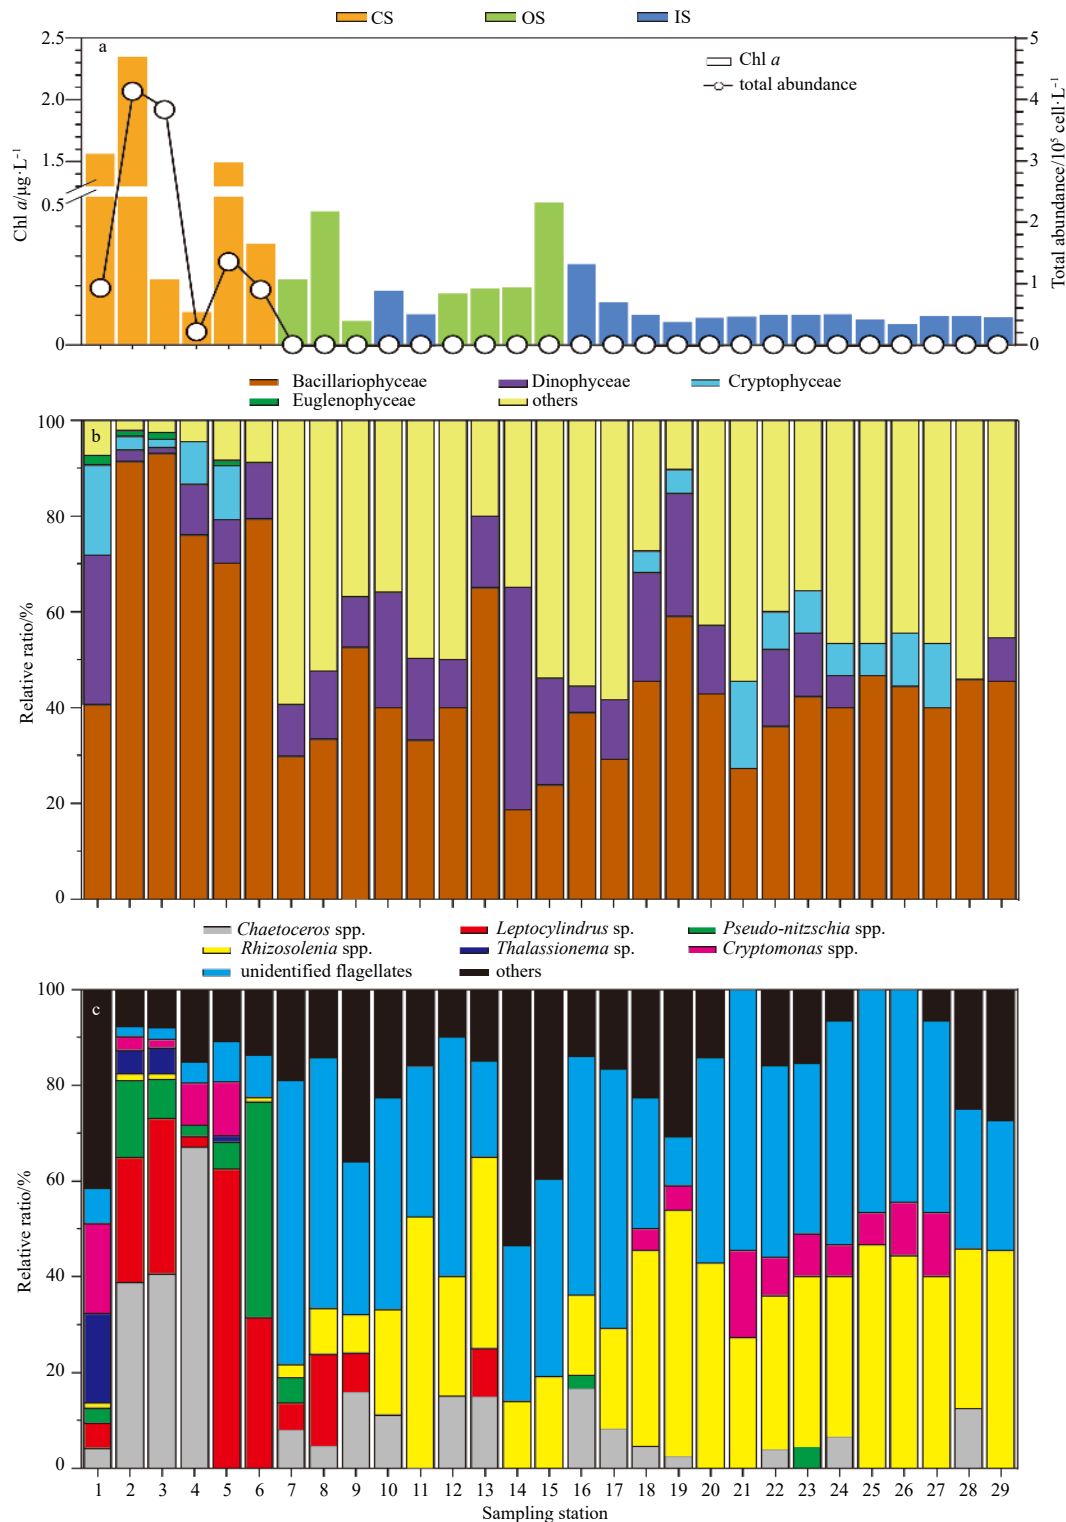 CS OS IS
a
Chl a
total abundance
2.5
2.0
1.5
0.5
0
Chl a/μg·L⁻¹
5
4
3
2
1
0
Total abundance/10⁵ cell·L⁻¹
Bacillariophyceae Dinophyceae Cryptophyceae
Euglenophyceae others
b
100
80
60
40
20
0
Relative ratio/%
Chaetoceros spp. Leptocylindrus sp. Pseudo-nitzschia spp.
Rhizosolenia spp. Thalassionema sp. Cryptomonas spp.
unidentified flagellates others
c
100
80
60
40
20
0
Relative ratio/%
1 2 3 4 5 6 7 8 9 10 11 12 13 14 15 16 17 18 19 20 21 22 23 24 25 26 27 28 29
Sampling station